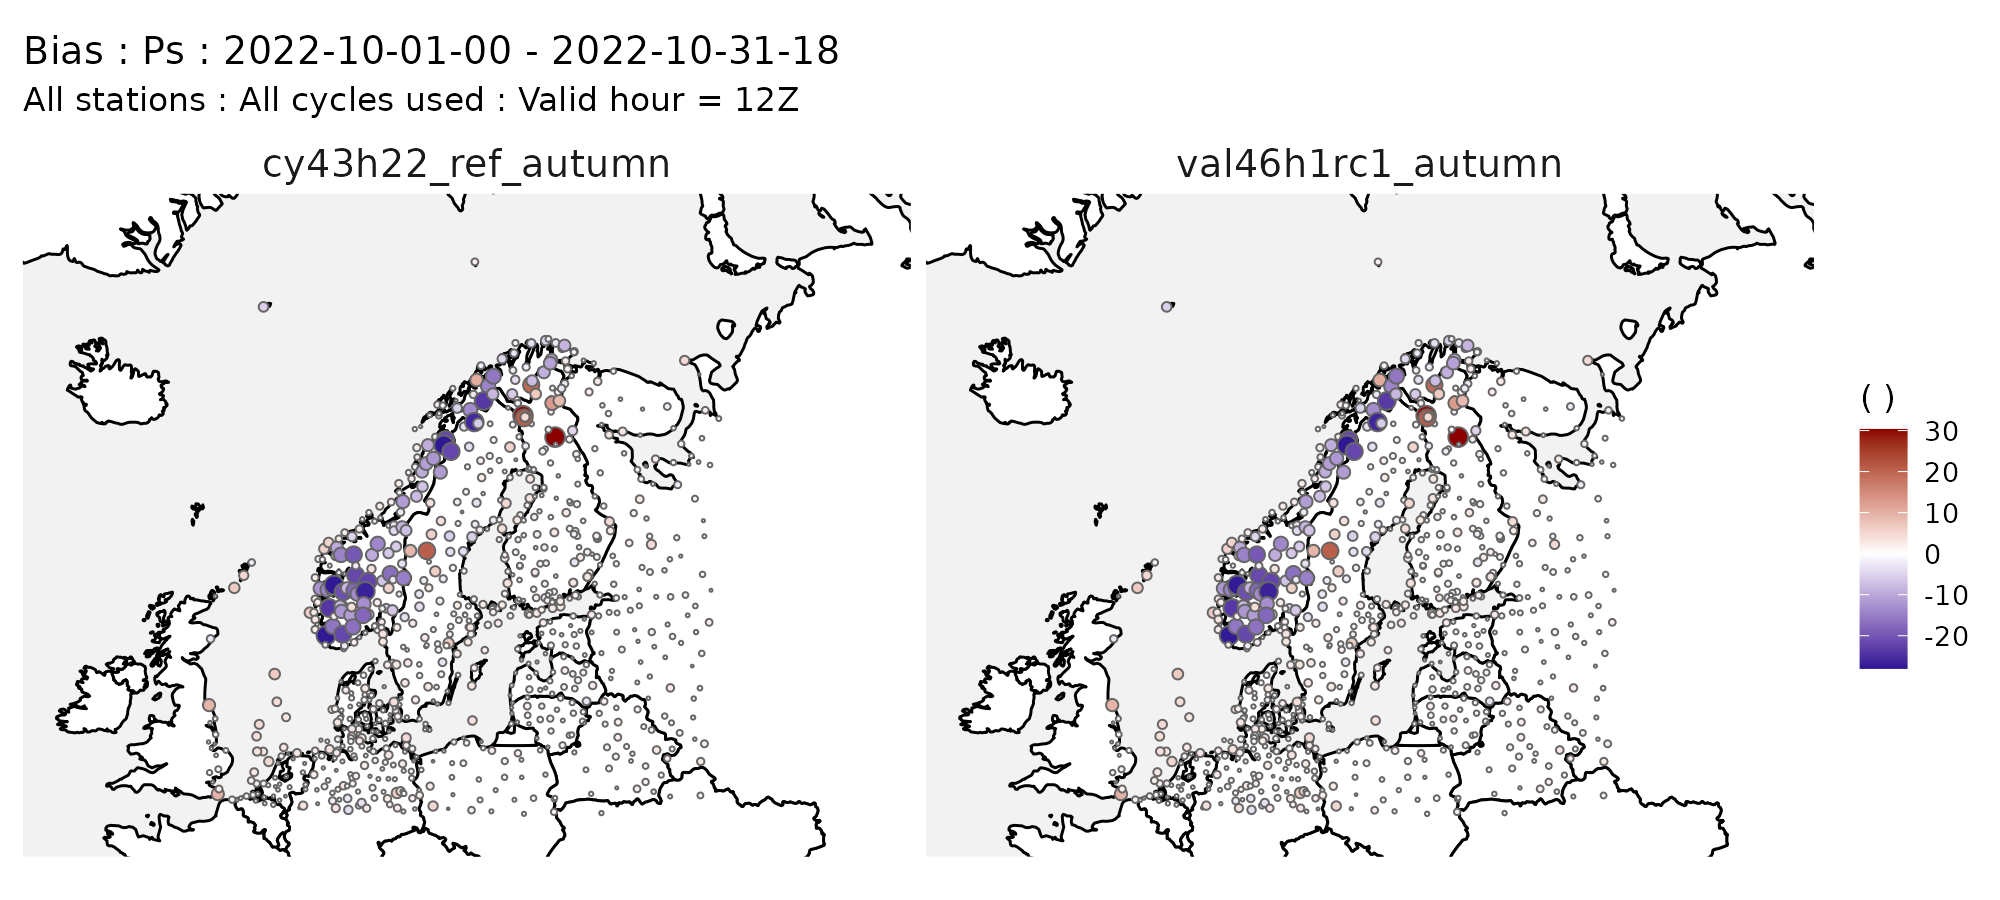 Bias : Ps : 2022-10-01-00 - 2022-10-31-18
All stations : All cycles used : Valid hour = 12Z
cy43h22_ref_autumn
val46h1rc1_autumn
( )
30
20
10
0
-10
-20